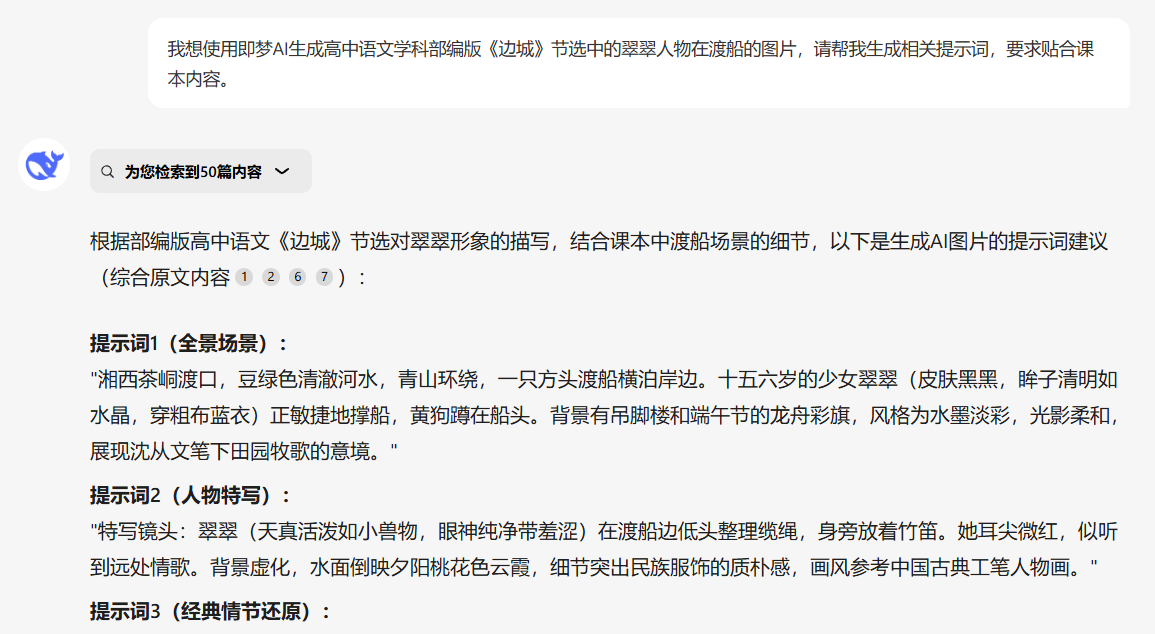 我想使用即梦AI生成高中语文学科部编版《边城》节选中的翠翠人物在渡船的图片，请帮我生成相关提示词，要求贴合课
本内容。
为您检索到50篇内容
根据部编版高中语文《边城》节选对翠翠形象的描写，结合课本中渡船场景的细节，以下是生成AI图片的提示词建议
（综合原文内容 1 2 6 7 ）：
提示词1（全景场景）：
"湘西茶峒渡口，豆绿色清澈河水，青山环绕，一只方头渡船横泊岸边。十五六岁的少女翠翠（皮肤黑黑，眸子清明如
水晶，穿粗布蓝衣）正敏捷地撑船，黄狗蹲在船头。背景有吊脚楼和端午节的龙舟彩旗，风格为水墨淡彩，光影柔和，
展现沈从文笔下田园牧歌的意境。"
提示词2（人物特写）：
"特写镜头：翠翠（天真活泼如小兽物，眼神纯净带羞涩）在渡船边低头整理缆绳，身旁放着竹笛。她耳尖微红，似听
到远处情歌。背景虚化，水面倒映夕阳桃花色云霞，细节突出民族服饰的质朴感，画风参考中国古典工笔人物画。"
提示词3（经典情节还原）：